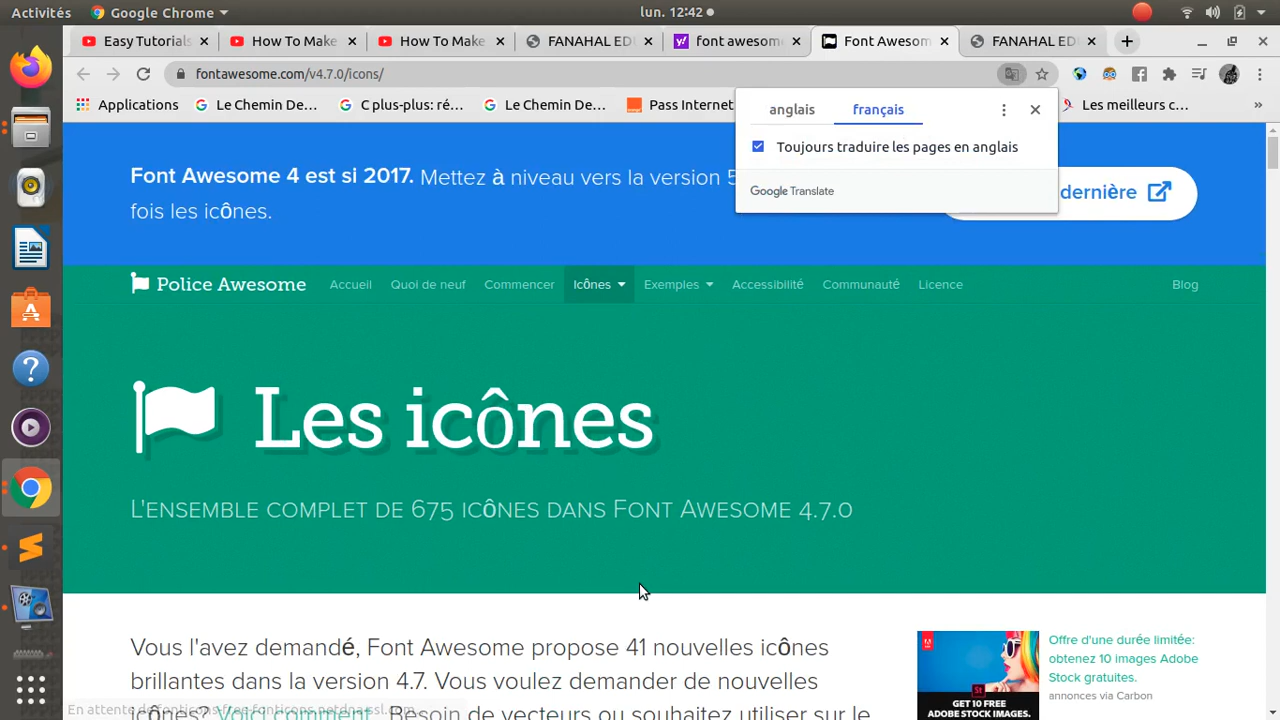 Activités
Google Chrome
lun. 12:42
Easy Tutorials
How To Make
How To Make
FANAHAL EDU
font awesome
Font Awesom
FANAHAL EDU
fontawesome.com/v4.7.0/icons/
Applications
Le Chemin De...
C plus-plus: ré...
Le Chemin De...
Pass Internet
Les meilleurs c...
»
anglais
français
Toujours traduire les pages en anglais
Google Translate
Font Awesome 4 est si 2017. Mettez à niveau vers la version 5
fois les icônes.
dernière
Police Awesome
Accueil
Quoi de neuf
Commencer
Icônes
Exemples
Accessibilité
Communauté
Licence
Blog
Les icônes
L'ensemble complet de 675 icônes dans Font Awesome 4.7.0
Vous l'avez demandé, Font Awesome propose 41 nouvelles icônes
brillantes dans la version 4.7. Vous voulez demander de nouvelles
icônes? Voici comment . Besoin de vecteurs ou souhaitez utiliser sur le
Offre d'une durée limitée:
obtenez 10 images Adobe
Stock gratuites.
annonces via Carbon
St
GET 10 FREE
ADOBE STOCK IMAGES.